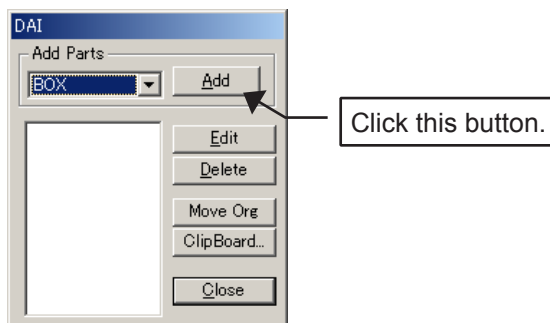 DAI
Add Parts
BOX
Add
Click this button.
Edit
Delete
Move Org
ClipBoard...
Close